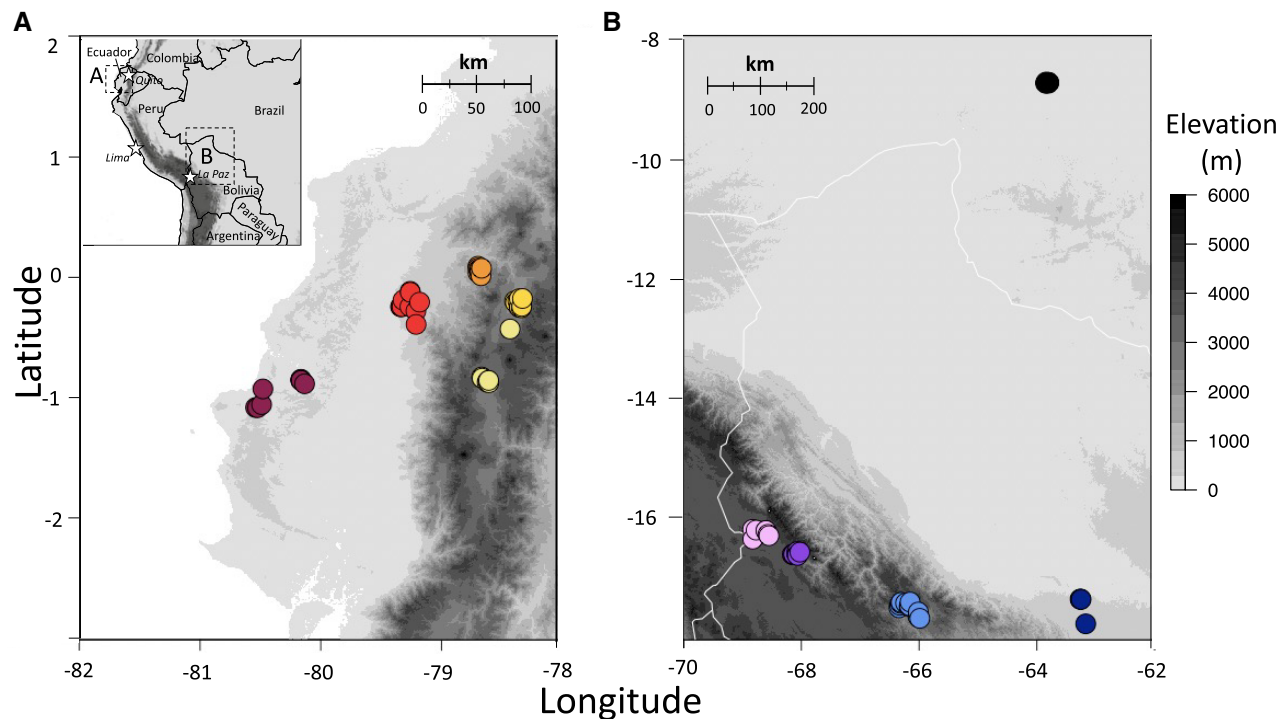 A
B
2
1
0
-1
-2
-82
-81
-80
-79
-78
Latitude
km
0 50 100
Ecuador
Colombia
A
Quito
Peru
Brazil
Lima
B
La Paz
Bolivia
Paraguay
Argentina
-8
-10
-12
-14
-16
-70
-68
-66
-64
-62
km
0 100 200
Longitude
Elevation
(m)
6000
5000
4000
3000
2000
1000
0